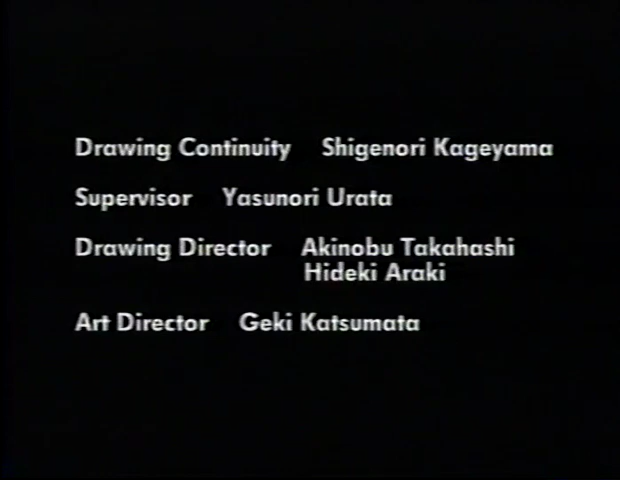 Drawing Continuity Shigenori Kageyama
Supervisor Yasunori Urata
Drawing Director Akinobu Takahashi
Hideki Araki
Art Director Geki Katsumata